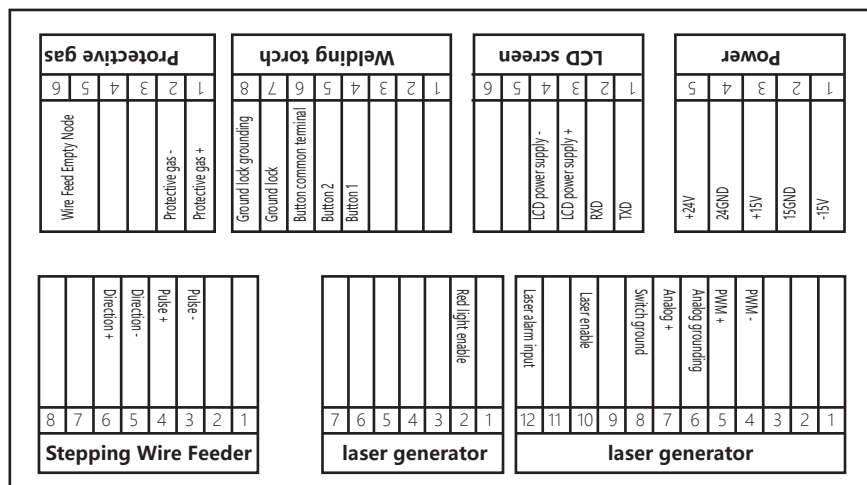 Protective gas
6 5 4 3 2 1
Wire Feed Empty Node
Protective gas -
Protective gas +
Welding torch
8 7 6 5 4 3 2 1
Ground lock grounding
Ground lock
Button common terminal
Button 2
Button 1
LCD screen
6 5 4 3 2 1
LCD power supply -
LCD power supply +
RXD
TXD
Power
5 4 3 2 1
+24V
24GND
+15V
15GND
-15V
Direction +
Direction -
Pulse +
Pulse -
8 7 6 5 4 3 2 1
Stepping Wire Feeder
Red light enable
7 6 5 4 3 2 1
laser generator
Laser alarm input
Laser enable
Switch ground
Analog +
Analog grounding
PWM +
PWM -
12 11 10 9 8 7 6 5 4 3 2 1
laser generator